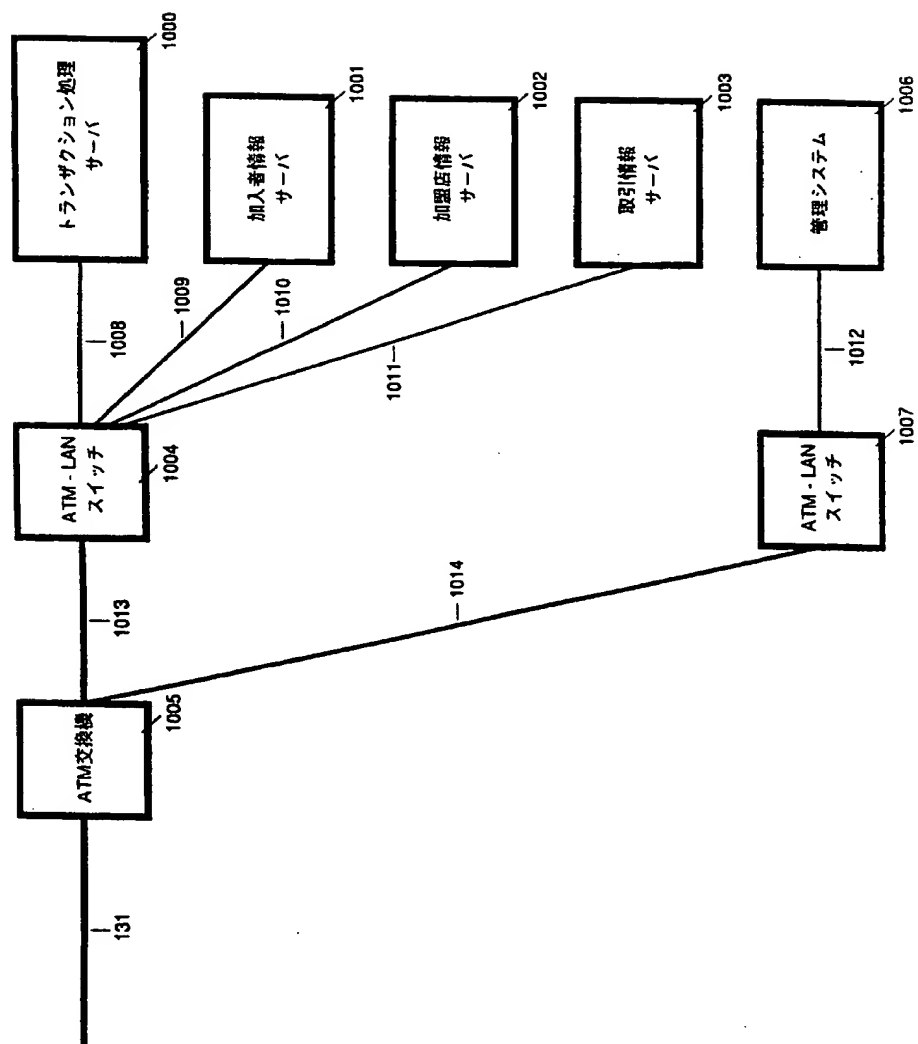 トランザクション処理
サーバ
1000
加入者情報
サーバ
1001
加盟店情報
サーバ
1002
取引情報
サーバ
1003
管理システム
1006
1008
1009
1010
1011
1012
ATM・LAN
スイッチ
1004
ATM・LAN
スイッチ
1007
1013
1014
ATM交換機
1005
131